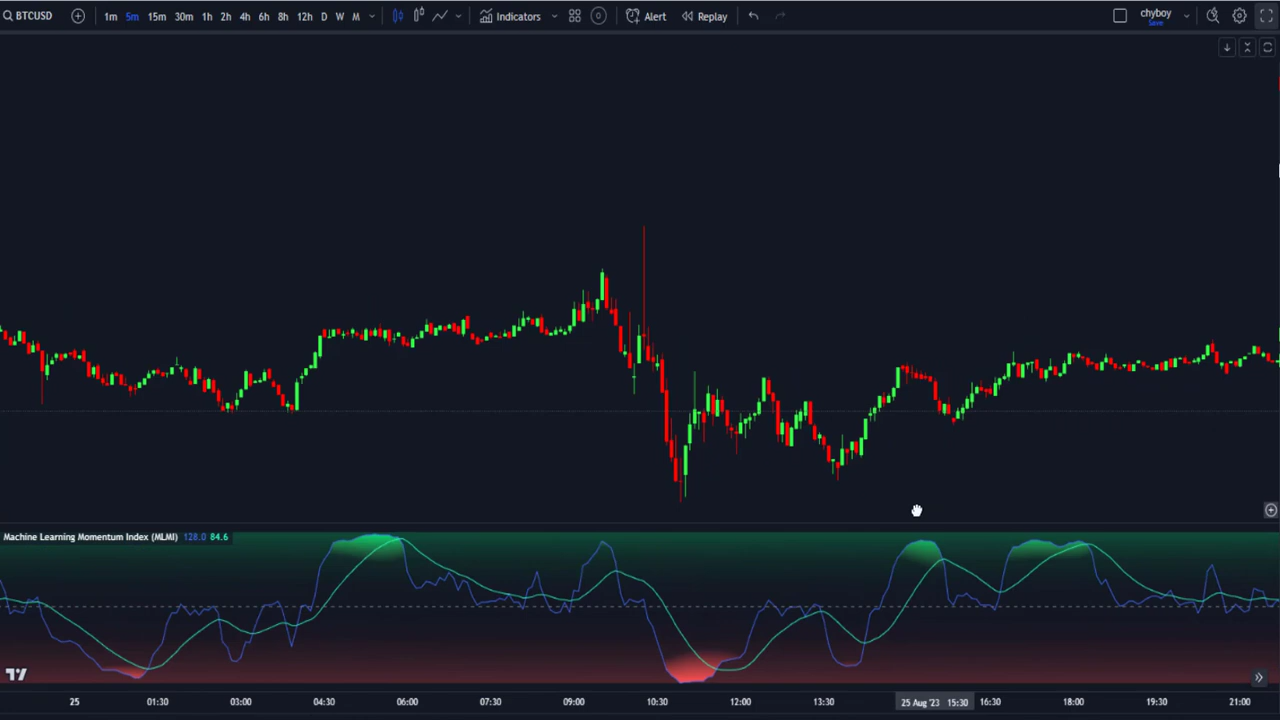 BTCUSD 1m 5m 15m 30m 1h 2h 4h 6h 8h 12h D W M Indicators Alert Replay chyboy
Save
Machine Learning Momentum Index (MLMI) 128.0 84.6
25 01:30 03:00 04:30 06:00 07:30 09:00 10:30 12:00 13:30 25 Aug '23 15:30 16:30 18:00 19:30 21:00